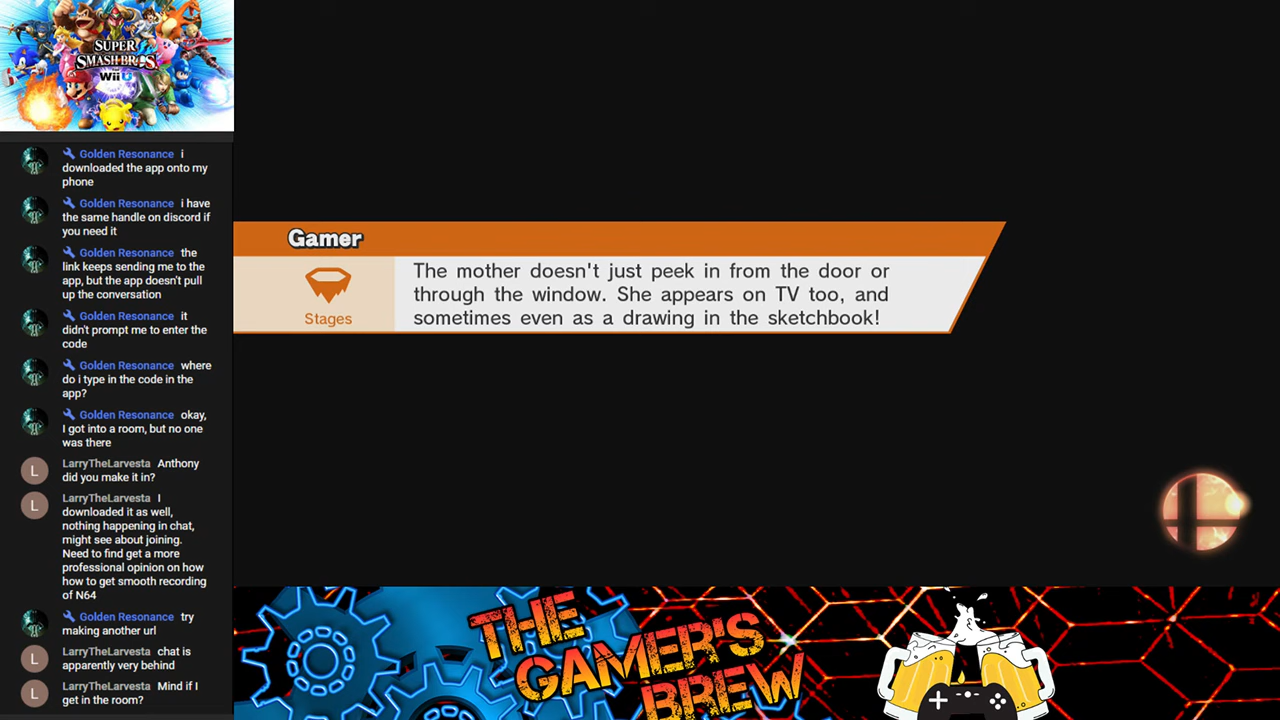 SUPER
SMASH BROS.
Wii U
Golden Resonance i
downloaded the app onto my
phone
Golden Resonance i have
the same handle on discord if
you need it
Golden Resonance the
link keeps sending me to the
app, but the app doesn't pull
up the conversation
Golden Resonance it
didn't prompt me to enter the
code
Golden Resonance where
do i type in the code in the
app?
Golden Resonance okay,
I got into a room, but no one
was there
L
LarryTheLarvesta Anthony
did you make it in?
L
LarryTheLarvesta I
downloaded it as well,
nothing happening in chat,
might see about joining.
Need to find get a more
professional opinion on how
how to get smooth recording
of N64
Golden Resonance try
making another url
L
LarryTheLarvesta chat is
apparently very behind
L
LarryTheLarvesta Mind if I
get in the room?
Gamer
Stages
The mother doesn't just peek in from the door or
through the window. She appears on TV too, and
sometimes even as a drawing in the sketchbook!
THE
GAMER'S
BREW